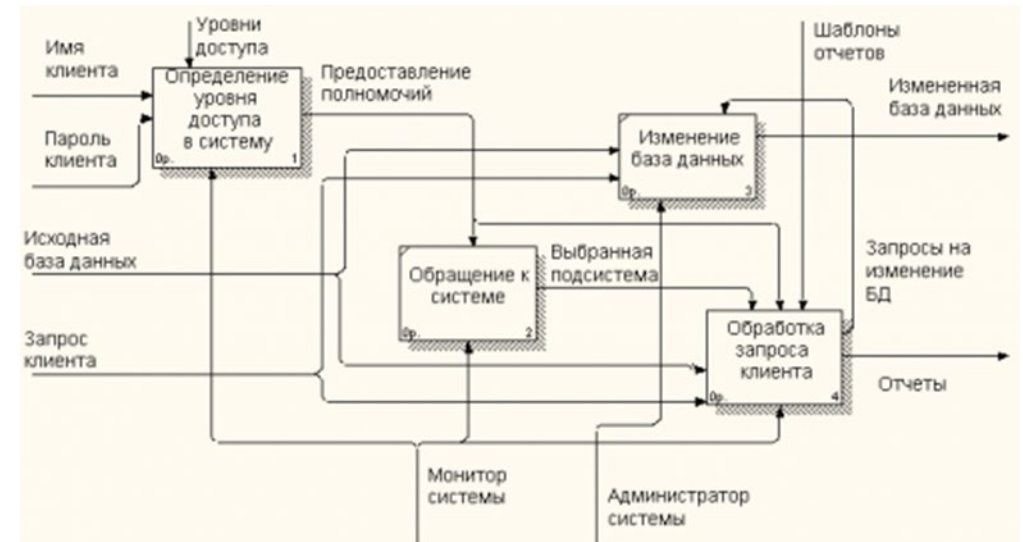 Уровни
доступа
Имя
клиента
Определение
уровня
доступа
в систему
0р.
1
Пароль
клиента
Предоставление
полномочий
Шаблоны
отчетов
Измененная
база данных
Изменение
база данных
0р.
3
Исходная
база данных
Обращение к
системе
0р.
2
Выбранная
подсистема
Запросы на
изменение
БД
Запрос
клиента
Обработка
запроса
клиента
0р.
4
Отчеты
Монитор
системы
Администратор
системы